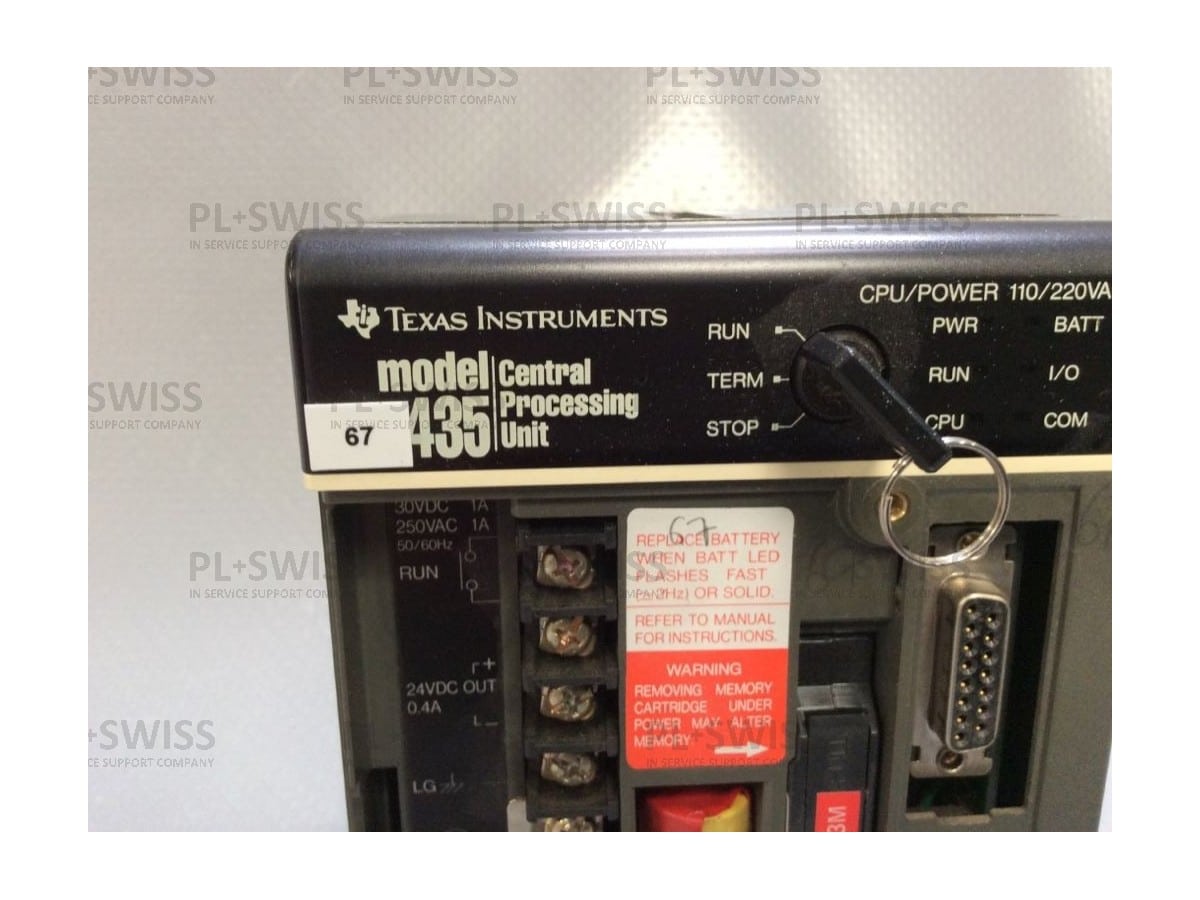 PL+SWISS
IN SERVICE SUPPORT COMPANY
TEXAS INSTRUMENTS
model
435
Central
Processing
Unit
67
RUN
TERM
STOP
CPU/POWER 110/220VA
PWR BATT
RUN I/O
CPU COM
30VDC 1A
250VAC 1A
50/60Hz
RUN
+
24VDC OUT
0.4A
-
LG
67
REPLACE BATTERY
WHEN BATT LED
FLASHES FAST
(≥2Hz) OR SOLID.
REFER TO MANUAL
FOR INSTRUCTIONS.
WARNING
REMOVING MEMORY
CARTRIDGE UNDER
POWER MAY ALTER
MEMORY.
3M